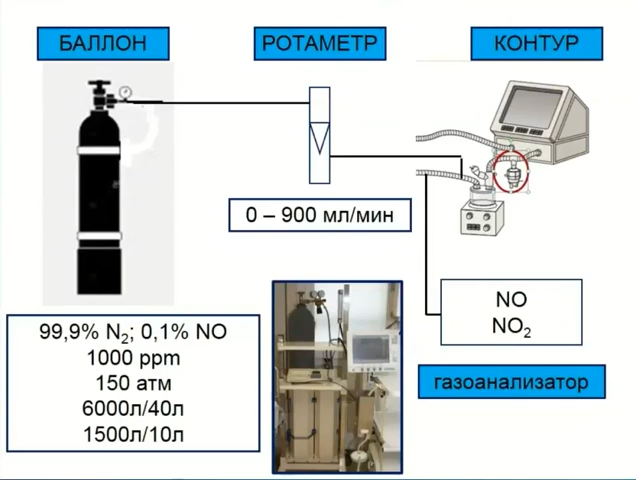 БАЛЛОН
РОТАМЕТР
КОНТУР
0 – 900 мл/мин
99,9% N₂; 0,1% NO
1000 ppm
150 атм
6000л/40л
1500л/10л
NO
NO₂
газоанализатор